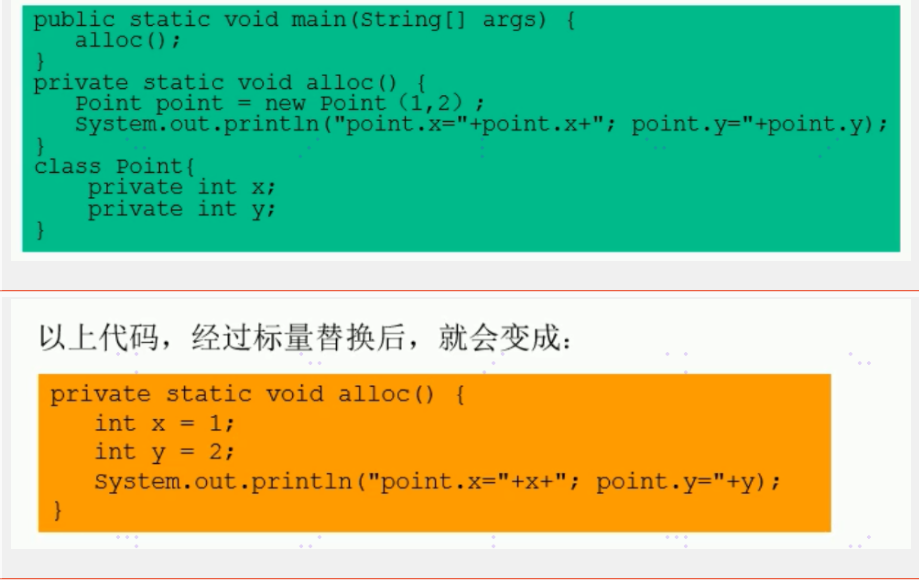 public static void main(String[] args) {
alloc();
}
private static void alloc() {
Point point = new Point（1,2）;
System.out.println("point.x="+point.x+"; point.y="+point.y);
}
class Point{
private int x;
private int y;
}
以上代码，经过标量替换后，就会变成：
private static void alloc() {
int x = 1;
int y = 2;
System.out.println("point.x="+x+"; point.y="+y);
}